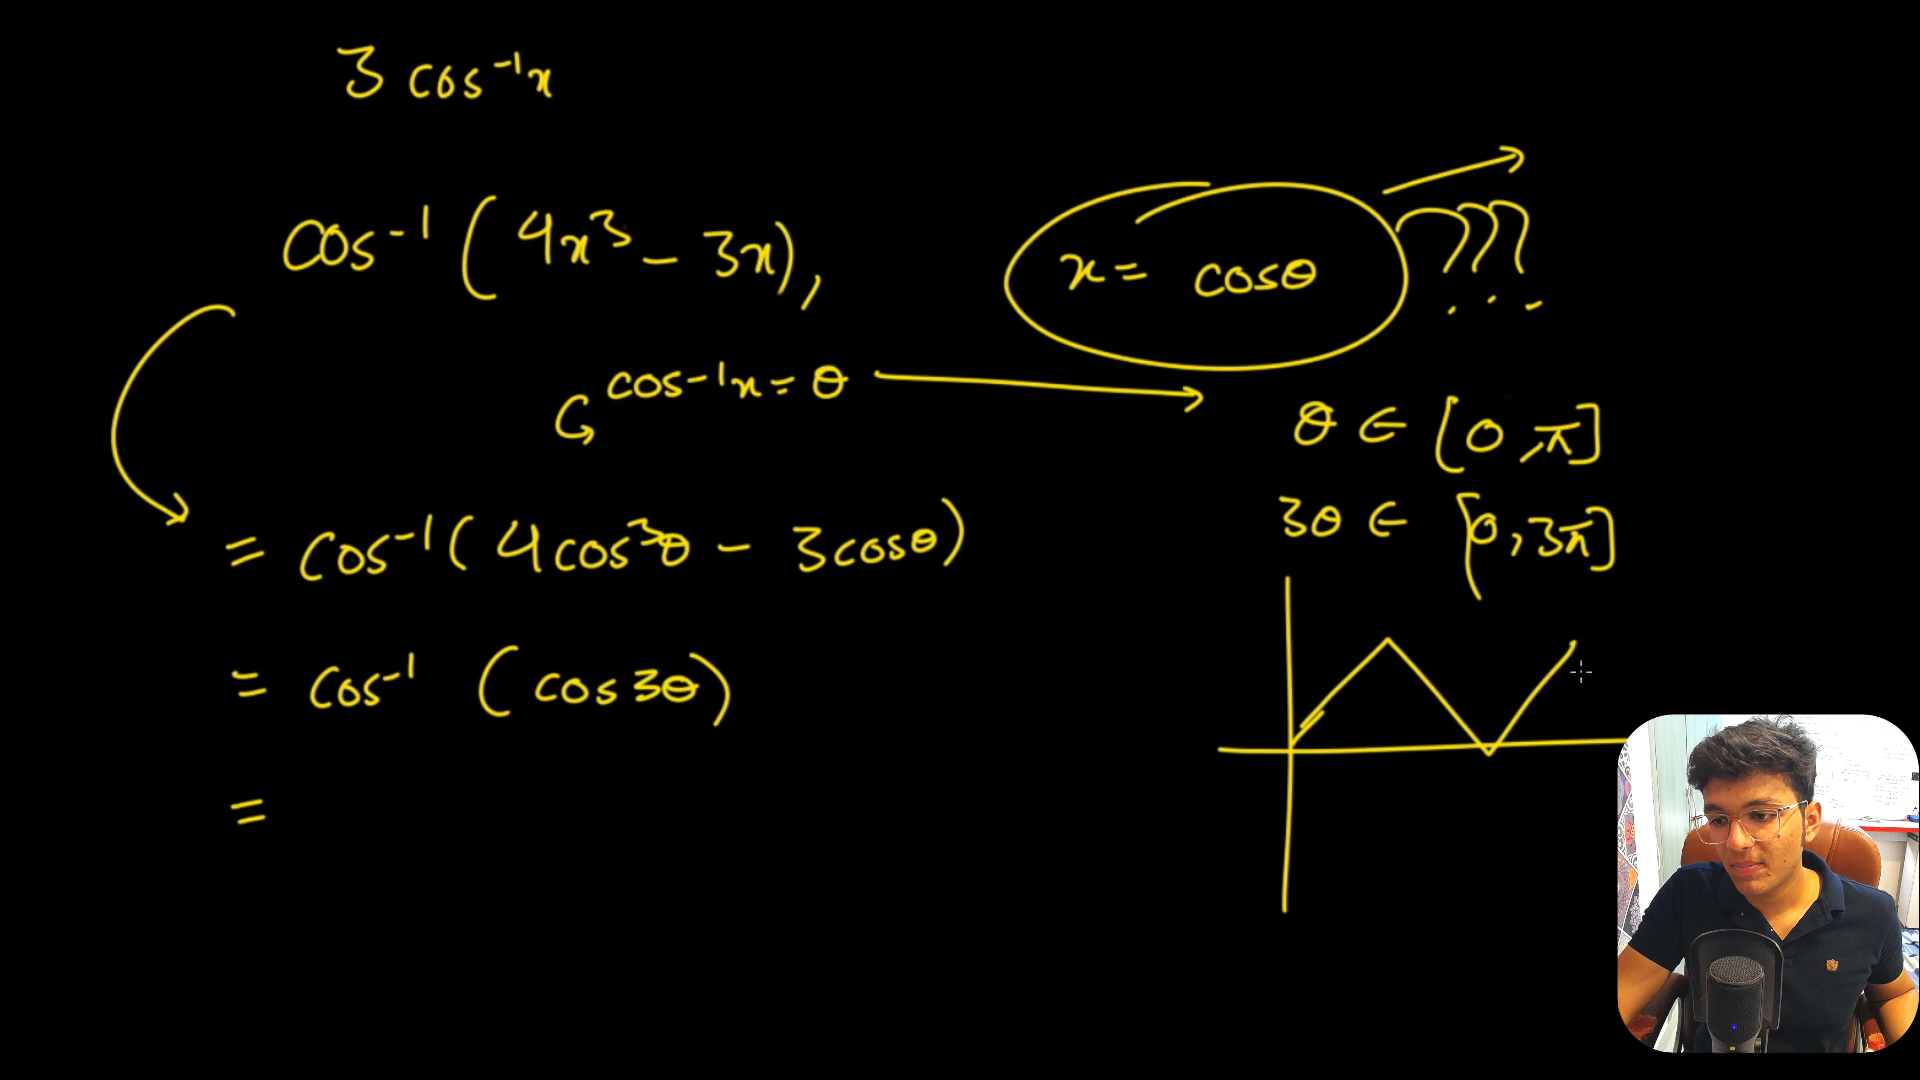 3 cos⁻¹x
cos⁻¹ (4x³ – 3x),
x = cosθ
???
cos⁻¹x = θ
θ ∈ [0, π]
3θ ∈ [0, 3π]
= cos⁻¹(4cos³θ – 3cosθ)
= cos⁻¹ (cos3θ)
=